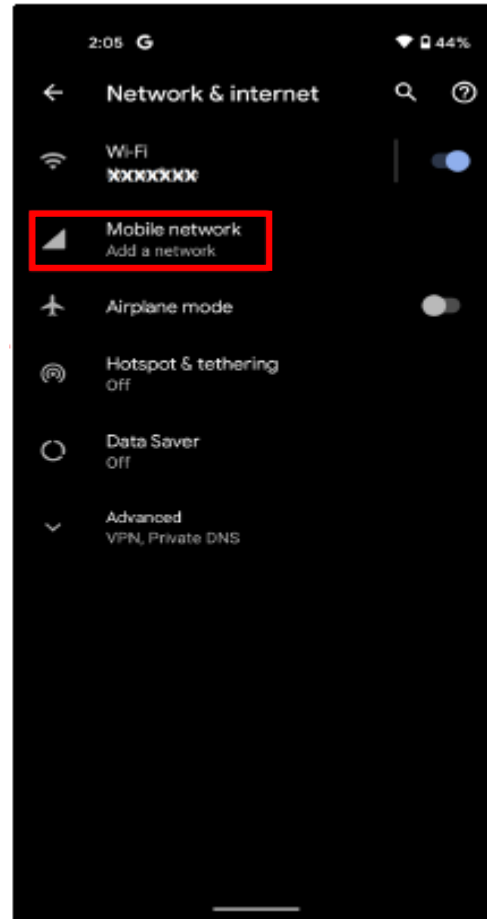 2:05 G 44%
Network & internet
Wi-Fi
XXXXXXX
Mobile network
Add a network
Airplane mode
Hotspot & tethering
Off
Data Saver
Off
Advanced
VPN, Private DNS